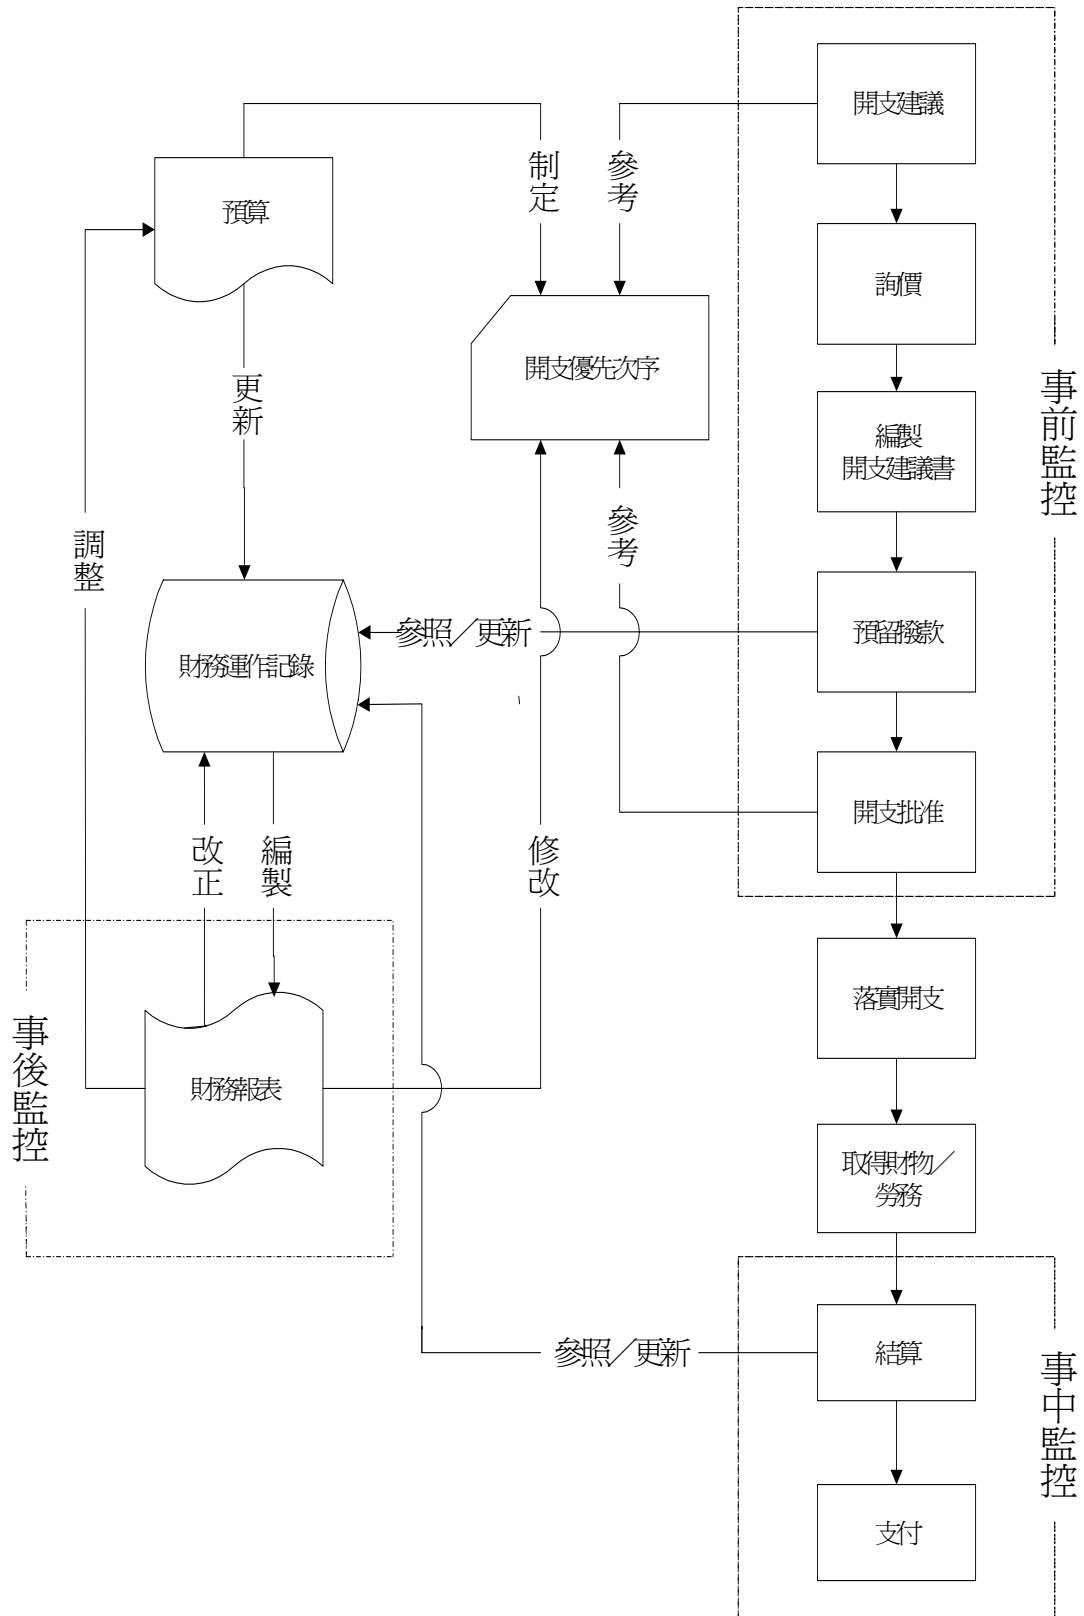 開支建議
制定
參考
預算
詢價
開支優先次序
更新
事前監控
編製
開支建議書
參考
調整
參照／更新
預留撥款
財務運作記錄
開支批准
改正
編製
修改
落實開支
事後監控
財務報表
取得財物／
勞務
參照／更新
結算
事中監控
支付